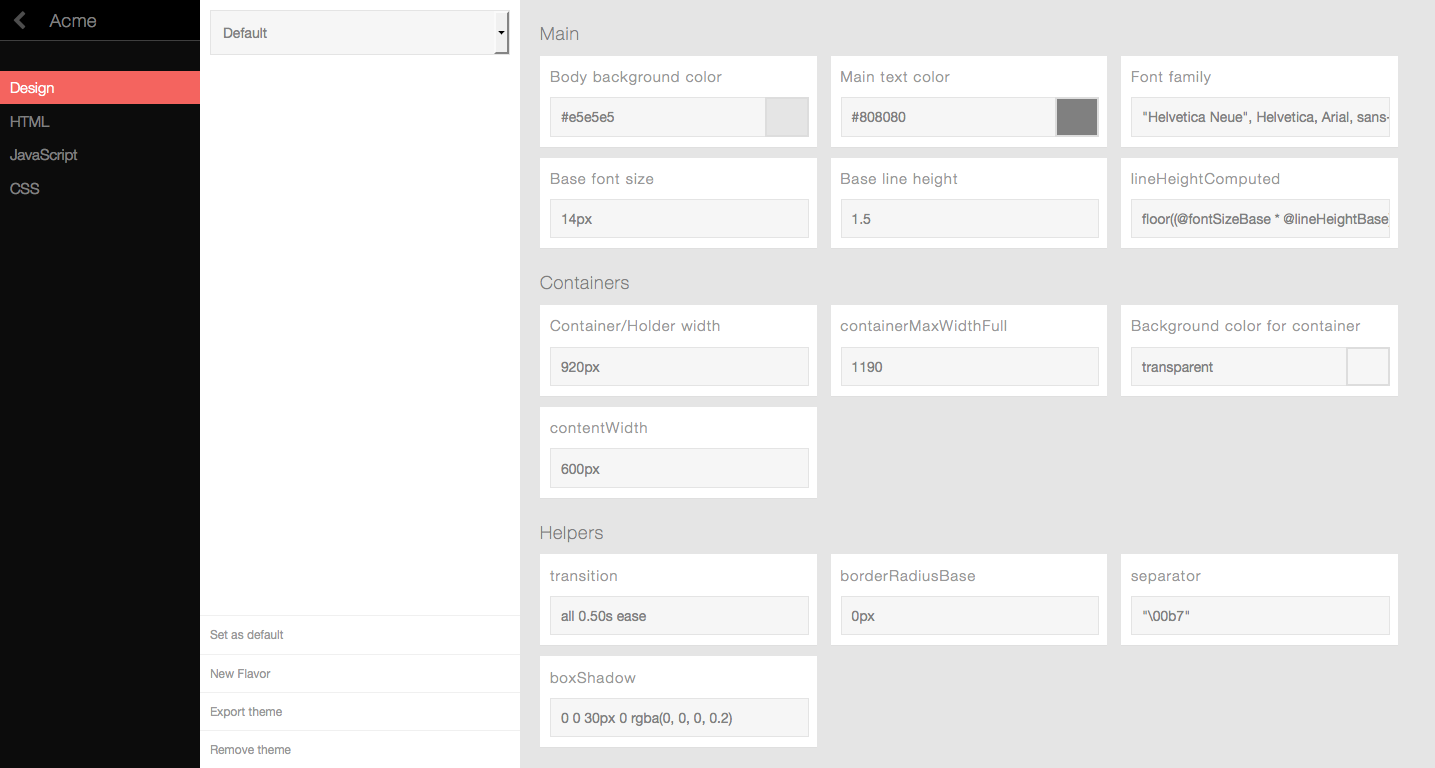 Acme
Design
HTML
JavaScript
CSS
Default
Set as default
New Flavor
Export theme
Remove theme
Main
Body background color
#e5e5e5
Main text color
#808080
Font family
"Helvetica Neue", Helvetica, Arial, sans-
Base font size
14px
Base line height
1.5
lineHeightComputed
floor((@fontSizeBase * @lineHeightBase
Containers
Container/Holder width
920px
containerMaxWidthFull
1190
Background color for container
transparent
contentWidth
600px
Helpers
transition
all 0.50s ease
borderRadiusBase
0px
separator
"\00b7"
boxShadow
0 0 30px 0 rgba(0, 0, 0, 0.2)